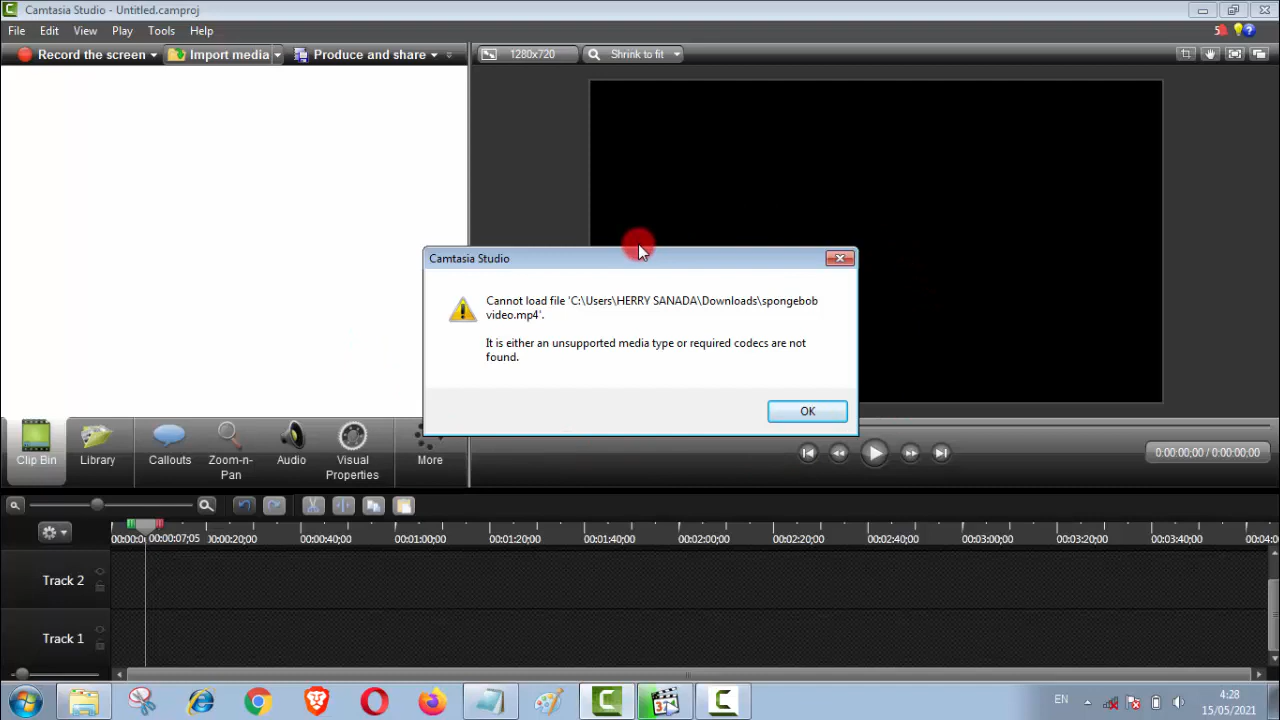 Camtasia Studio - Untitled.camproj
File Edit View Play Tools Help
5
Record the screen Import media Produce and share
1280x720 Shrink to fit
Camtasia Studio
Cannot load file 'C:\Users\HERRY SANADA\Downloads\spongebob
video.mp4'.
It is either an unsupported media type or required codecs are not
found.
OK
Clip Bin Library Callouts Zoom-n-
Pan Audio Visual
Properties More
0:00:00;00 / 0:00:00;00
00:00:07;05 00:00:20;00 00:00:40;00 00:01:00;00 00:01:20;00 00:01:40;00 00:02:00;00 00:02:20;00 00:02:40;00 00:03:00;00 00:03:20;00 00:03:40;00
Track 2
Track 1
EN
4:28
15/05/2021